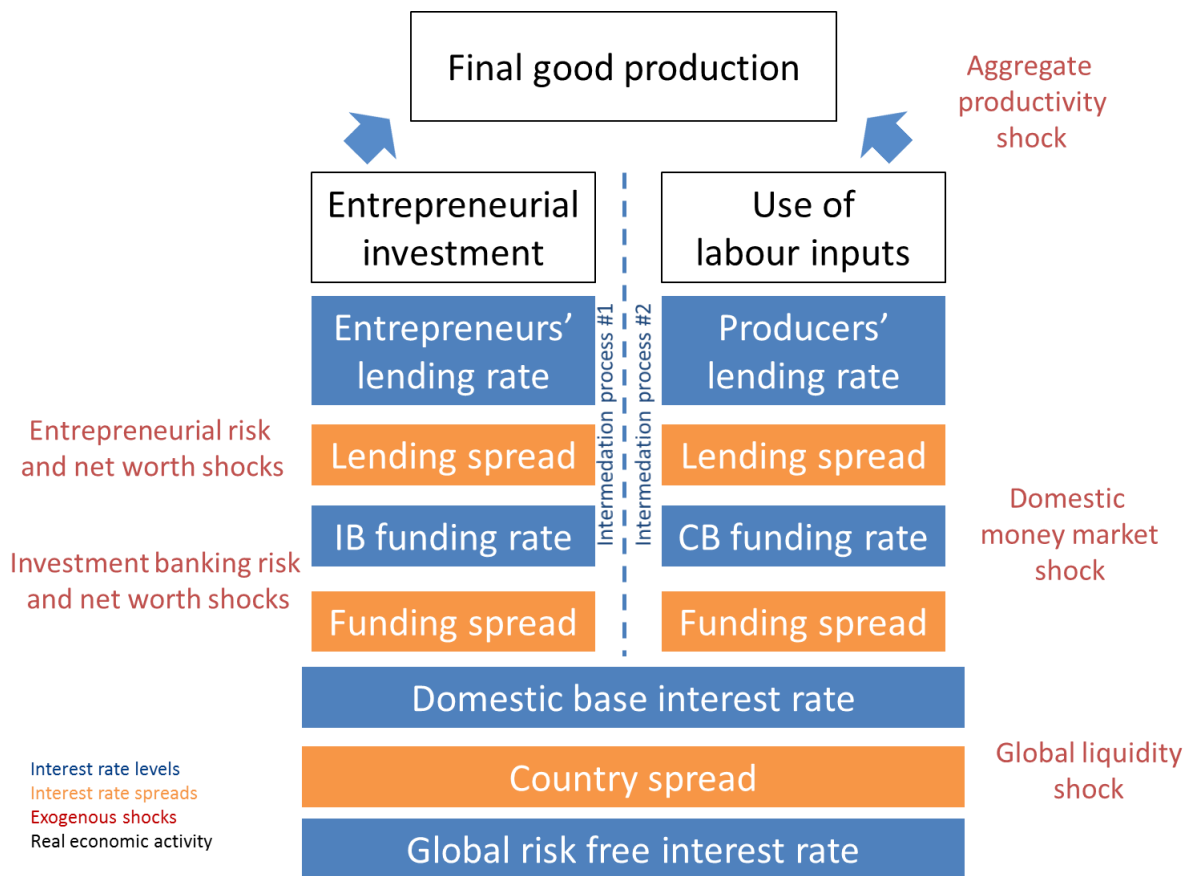 Final good production
Aggregate
productivity
shock
Entrepreneurial
investment
Use of
labour inputs
Entrepreneurs’
lending rate
Intermedation process #1
Intermedation process #2
Producers’
lending rate
Entrepreneurial risk
and net worth shocks
Lending spread
Lending spread
IB funding rate
CB funding rate
Domestic
money market
shock
Investment banking risk
and net worth shocks
Funding spread
Funding spread
Domestic base interest rate
Country spread
Global liquidity
shock
Global risk free interest rate
Interest rate levels
Interest rate spreads
Exogenous shocks
Real economic activity